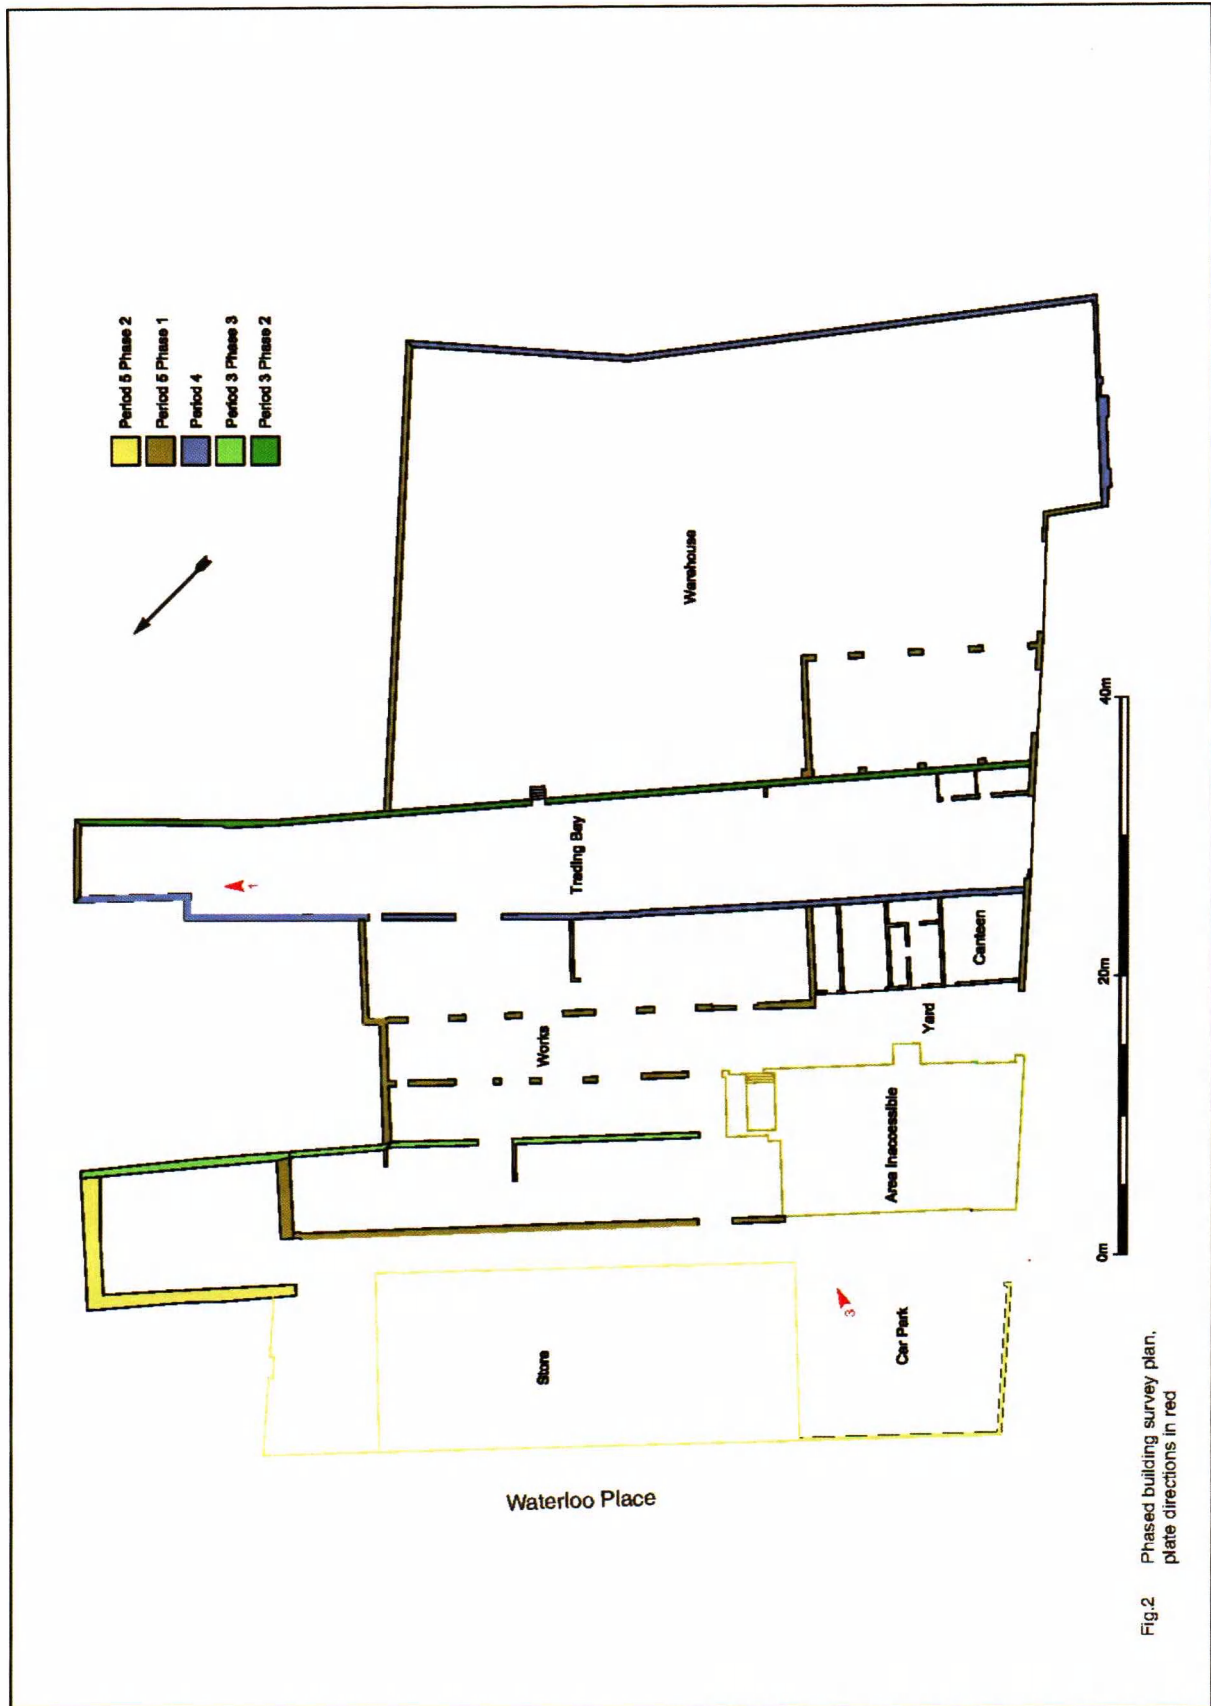 Period 5 Phase 2
Period 5 Phase 1
Period 4
Period 3 Phase 3
Period 3 Phase 2
Warehouse
Trading Bay
1
Works
Canteen
Yard
Area Inaccessible
Store
Car Park
3
Waterloo Place
0m
20m
40m
Fig.2 Phased building survey plan,
plate directions in red